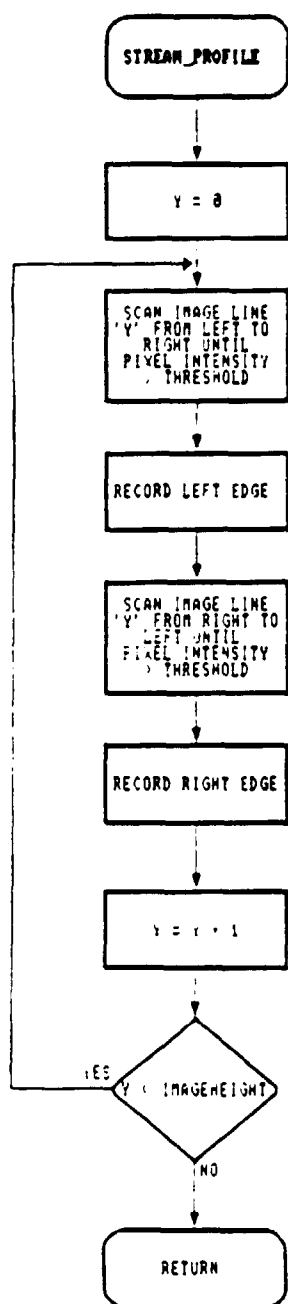 STREAM_PROFILE
Y = 0
SCAN IMAGE LINE
'Y' FROM LEFT TO
RIGHT UNTIL
PIXEL INTENSITY
> THRESHOLD
RECORD LEFT EDGE
SCAN IMAGE LINE
'Y' FROM RIGHT TO
LEFT UNTIL
PIXEL INTENSITY
> THRESHOLD
RECORD RIGHT EDGE
Y = Y + 1
YES
Y < IMAGEHEIGHT
NO
RETURN